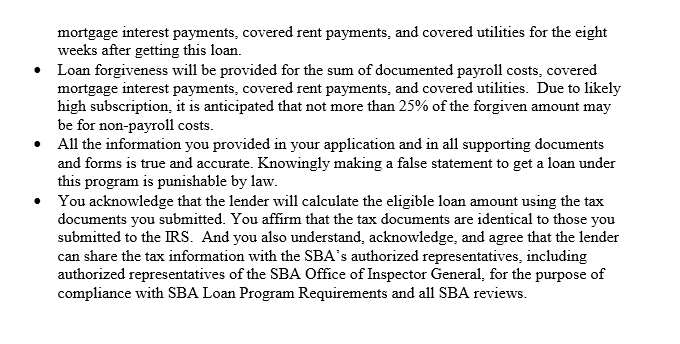 mortgage interest payments, covered rent payments, and covered utilities for the eight
weeks after getting this loan.
• Loan forgiveness will be provided for the sum of documented payroll costs, covered
mortgage interest payments, covered rent payments, and covered utilities.  Due to likely
high subscription, it is anticipated that not more than 25% of the forgiven amount may
be for non-payroll costs.
• All the information you provided in your application and in all supporting documents
and forms is true and accurate. Knowingly making a false statement to get a loan under
this program is punishable by law.
• You acknowledge that the lender will calculate the eligible loan amount using the tax
documents you submitted. You affirm that the tax documents are identical to those you
submitted to the IRS.  And you also understand, acknowledge, and agree that the lender
can share the tax information with the SBA's authorized representatives, including
authorized representatives of the SBA Office of Inspector General, for the purpose of
compliance with SBA Loan Program Requirements and all SBA reviews.